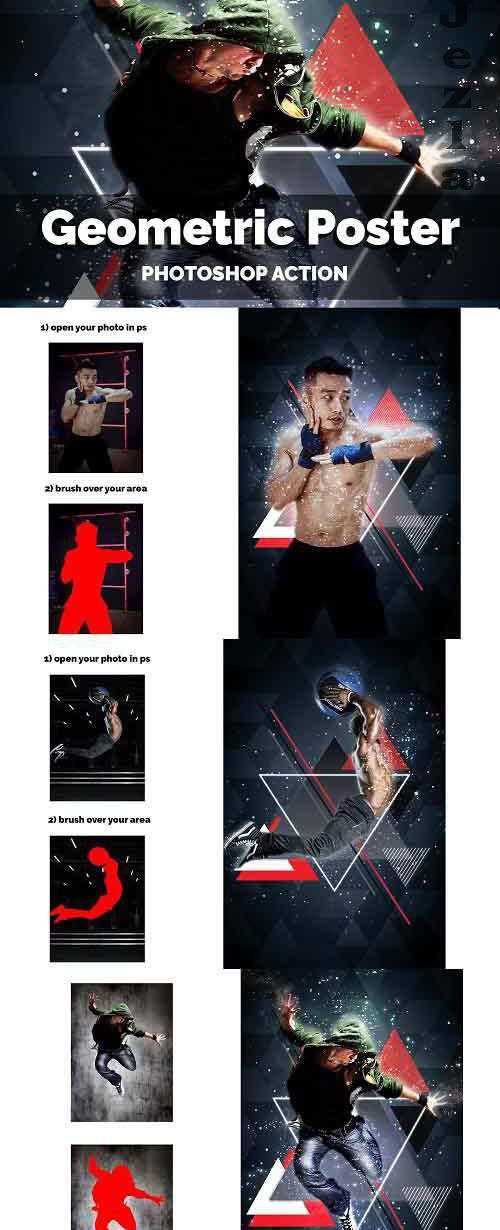 Jezla
Geometric Poster
PHOTOSHOP ACTION
1) open your photo in ps
2) brush over your area
1) open your photo in ps
2) brush over your area